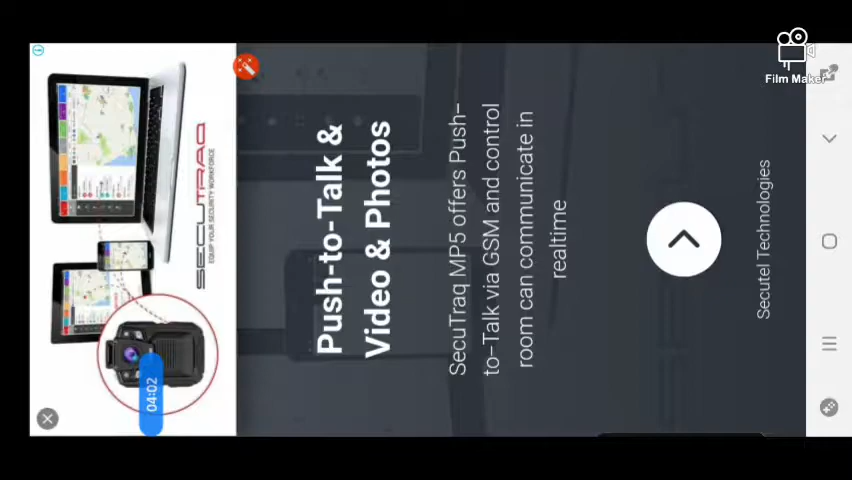 Film Maker
SECUTRAQ
EQUIP YOUR SECURITY WORKFORCE
04:02
Push-to-Talk &
Video & Photos
SecuTraq MP5 offers Push-
to-Talk via GSM and control
room can communicate in
realtime
Secutel Technologies